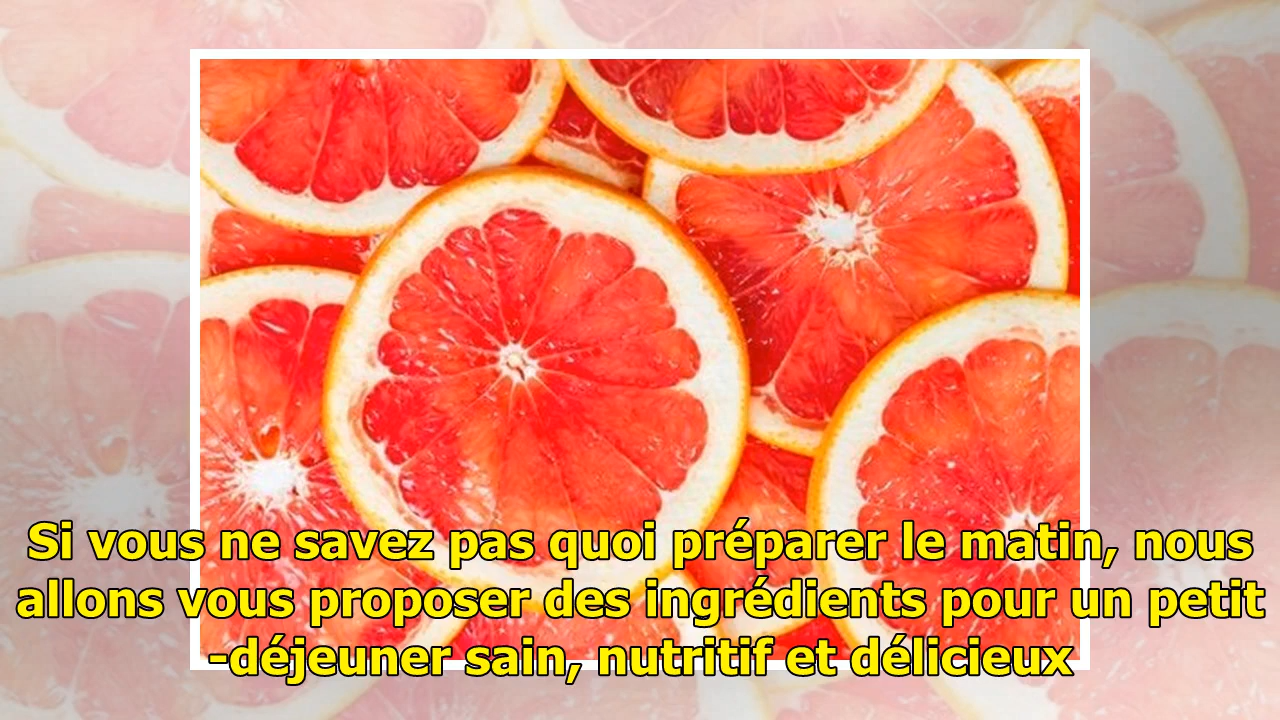 Si vous ne savez pas quoi préparer le matin, nous
allons vous proposer des ingrédients pour un petit
-déjeuner sain, nutritif et délicieux